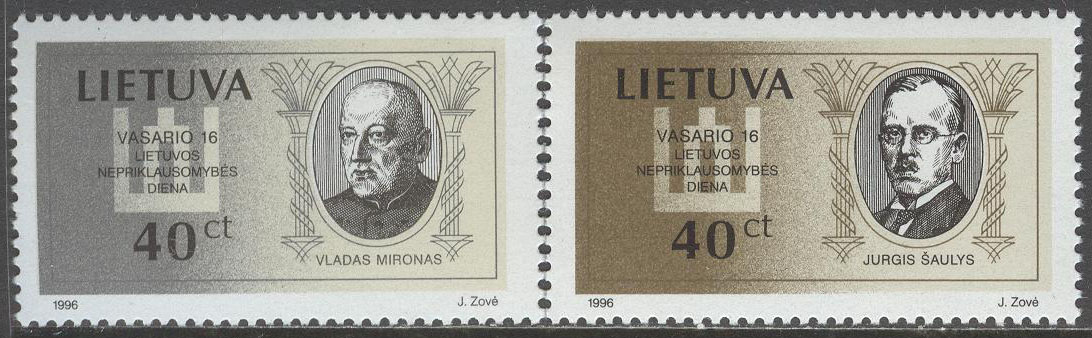 LIETUVA
VASARIO 16
LIETUVOS
NEPRIKLAUSOMYBĖS
DIENA
40 ct
VLADAS MIRONAS
1996
J. Zovė
LIETUVA
VASARIO 16
LIETUVOS
NEPRIKLAUSOMYBĖS
DIENA
40 ct
JURGIS ŠAULYS
1996
J. Zovė